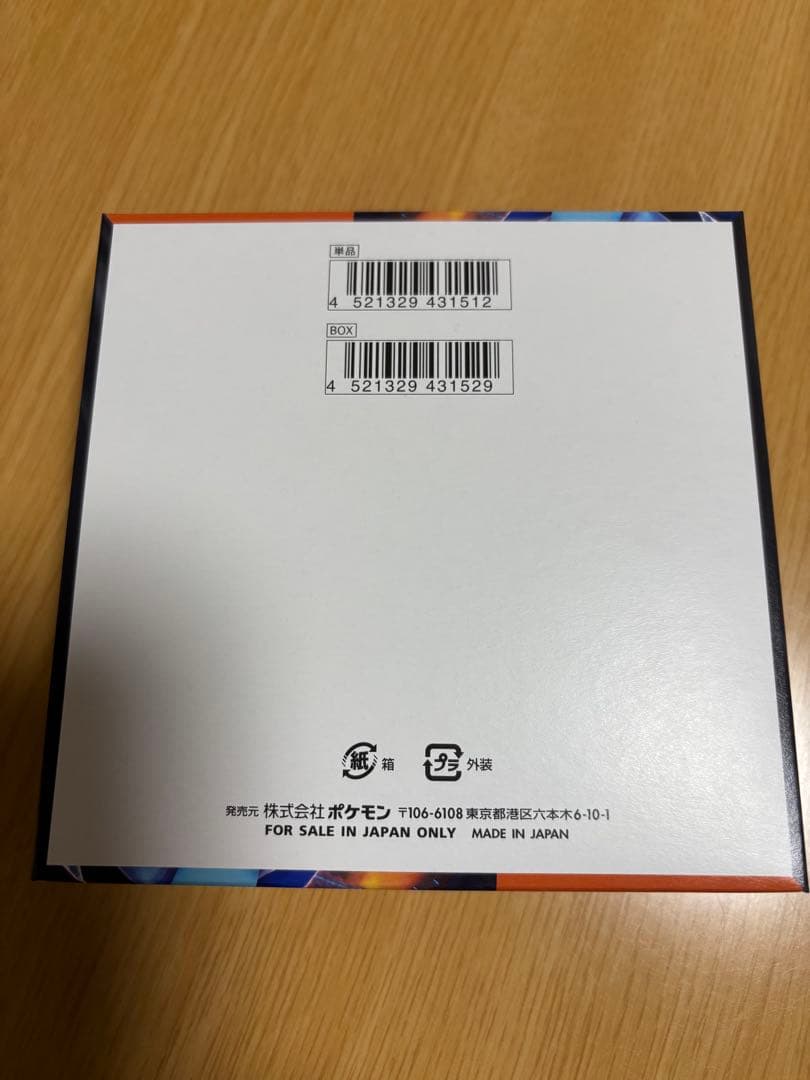 単品
4 521329 431512
BOX
4 521329 431529
紙 箱 プラ 外装
発売元 株式会社ポケモン 〒106-6108 東京都港区六本木6-10-1
FOR SALE IN JAPAN ONLY MADE IN JAPAN